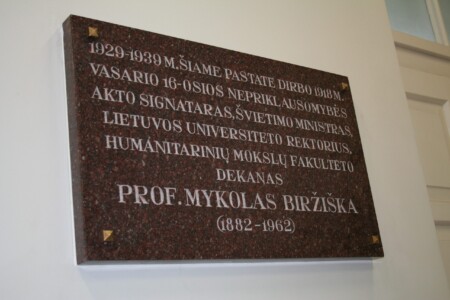 1929-1939 M. ŠIAME PASTATE DIRBO 1918 M.
VASARIO 16-OSIOS NEPRIKLAUSOMYBĖS
AKTO SIGNATARAS, ŠVIETIMO MINISTRAS,
LIETUVOS UNIVERSITETO REKTORIUS,
HUMANITARINIŲ MOKSLŲ FAKULTETO
DEKANAS
PROF. MYKOLAS BIRŽIŠKA
(1882-1962)